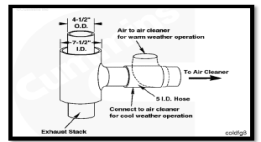 4-1/2"
O.D.
7-1/2"
I.D.
Air to air cleaner
for warm weather operation
To Air Cleaner
5 I.D. Hose
Connect to air cleaner
for cool weather operation
Exhaust Stack
coldfg3